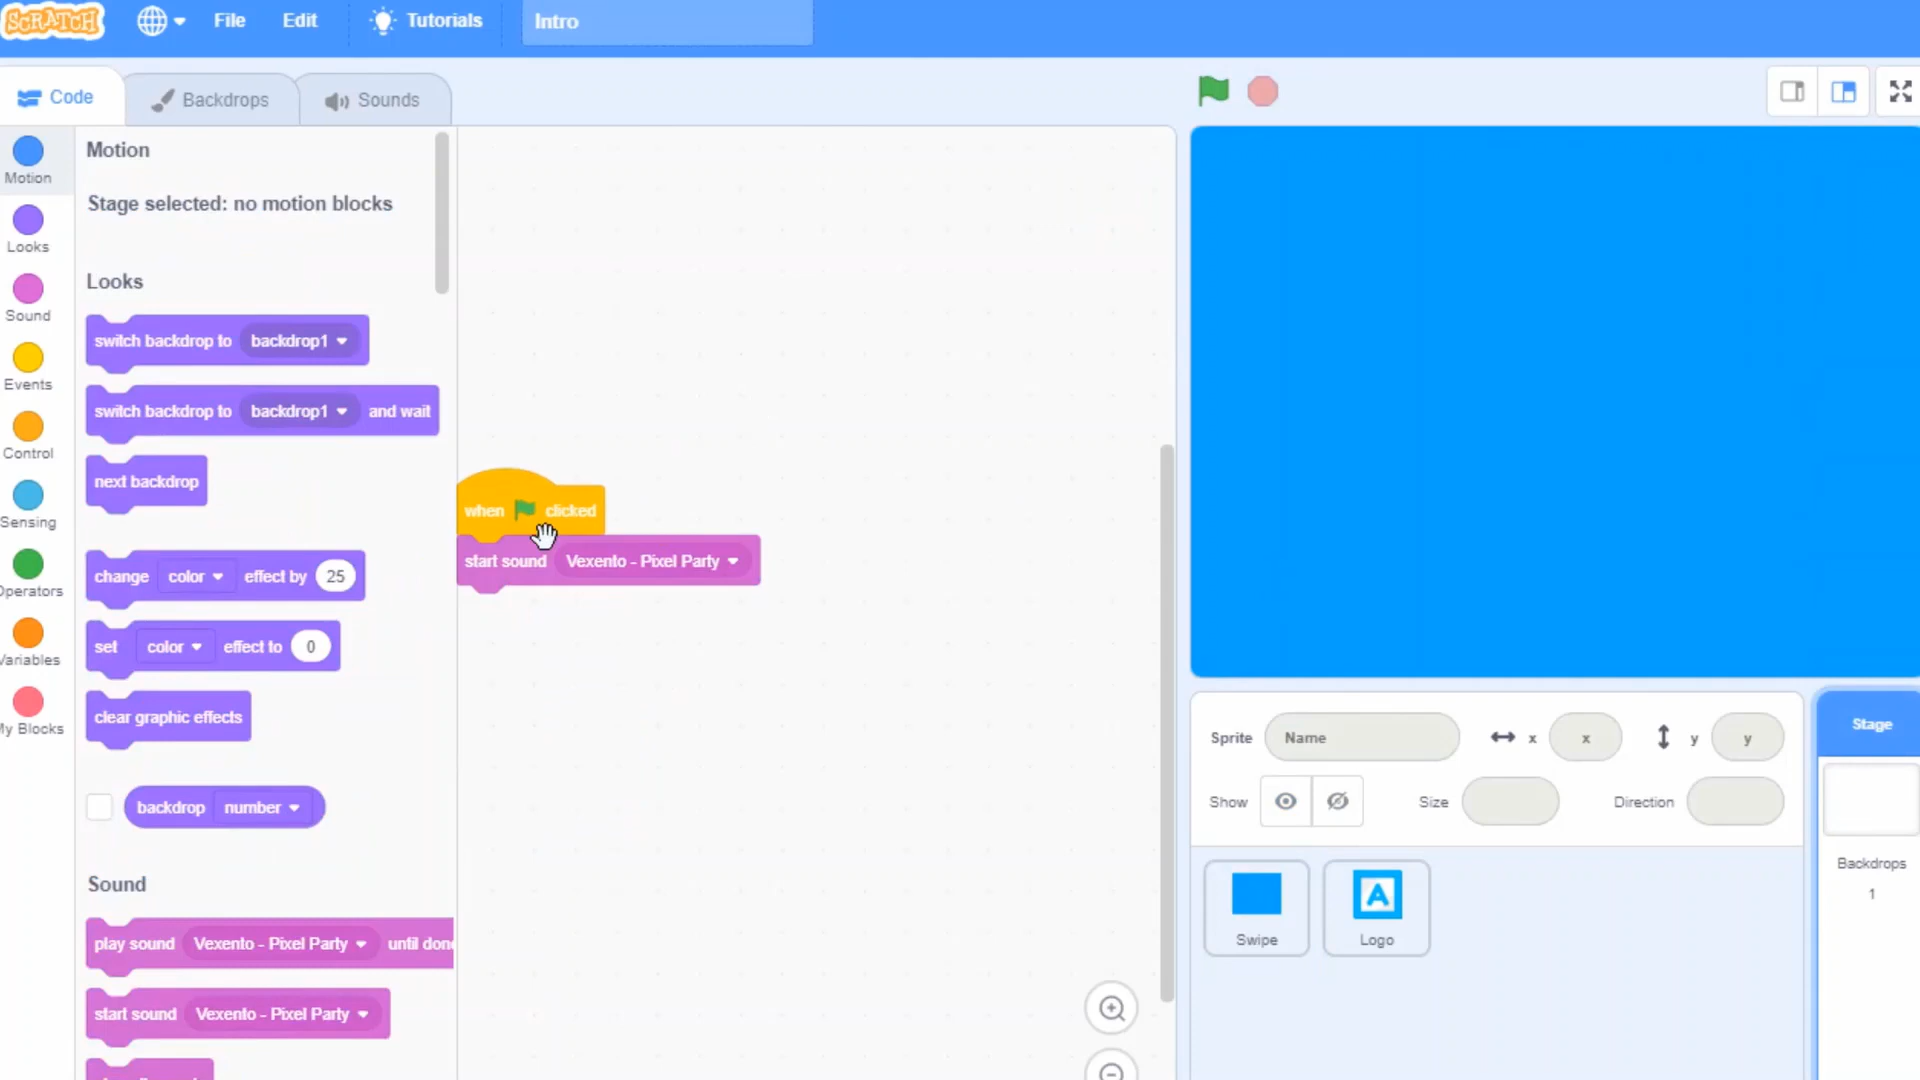 SCRATCH File Edit Tutorials Intro
Code Backdrops Sounds
Motion
Looks
Sound
Events
Control
Sensing
Operators
Variables
My Blocks
Motion
Stage selected: no motion blocks
Looks
switch backdrop to backdrop1
switch backdrop to backdrop1 and wait
next backdrop
change color effect by 25
set color effect to 0
clear graphic effects
backdrop number
Sound
play sound Vexento - Pixel Party until done
start sound Vexento - Pixel Party
when clicked
start sound Vexento - Pixel Party
Sprite Name x x y y
Show Size Direction
Swipe
A
Logo
Stage
Backdrops
1